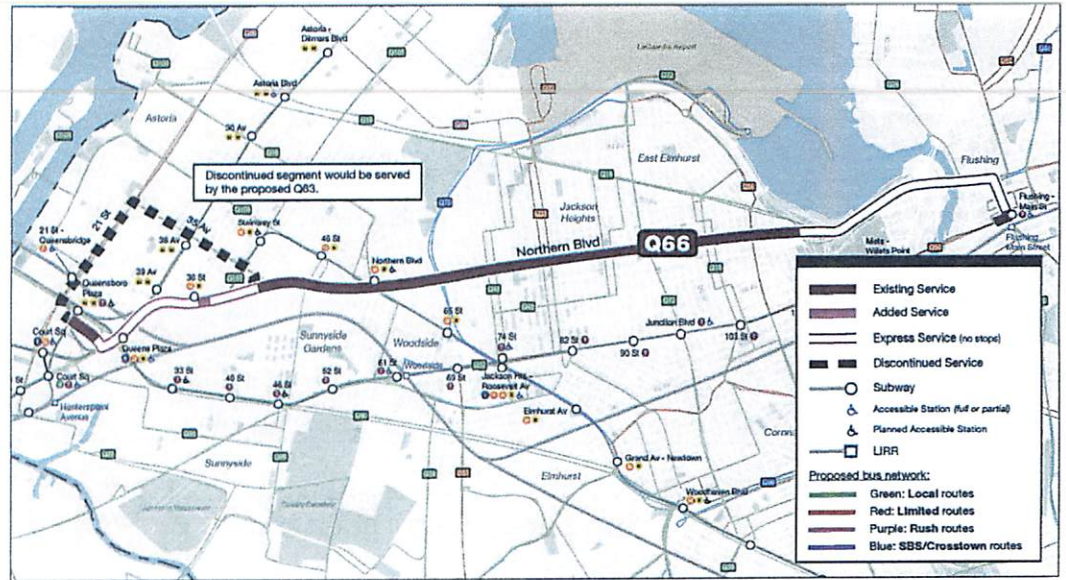 Astoria -
Ditmars Blvd
LaGuardia Airport
Astoria Blvd
Astoria
30 Av
East Elmhurst
Flushing
Discontinued segment would be served
by the proposed Q63.
Q70
Jackson
Heights
Flushing -
Main St
Flushing
Main Street
21 St
35 Av
Steinway St
21 St -
Queensbridge
36 Av
46 St
Northern Blvd
Q66
Mets -
Willets Point
Northern Blvd
39 Av
36 St
Queensboro
Plaza
Existing Service
Added Service
Express Service (no stops)
Discontinued Service
Subway
Accessible Station (full or partial)
Planned Accessible Station
LIRR
Proposed bus network:
Green: Local routes
Red: Limited routes
Purple: Rush routes
Blue: SBS/Crosstown routes
Court Sq
Queens Plaza
Sunnyside
Gardens
65 St
Woodside
Junction Blvd
103 St
74 St
82 St
90 St
Court Sq
33 St
40 St
46 St
52 St
61 St
Woodside
69 St
Jackson Hts -
Roosevelt Av
St
Hunterspoint
Avenue
Elmhurst Av
Corona
Sunnyside
Elmhurst
Grand Av - Newtown
Woodhaven Blvd
Calvary Cemetery